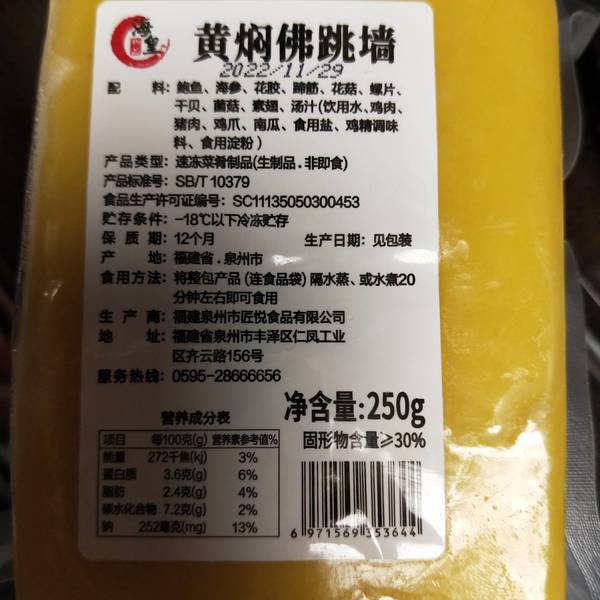 海皇
黄焖佛跳墙
2022/11/29
配 料: 鲍鱼、海参、花胶、蹄筋、花菇、螺片、
干贝、菌菇、素翅、汤汁(饮用水、鸡肉、
猪肉、鸡爪、南瓜、食用盐、鸡精调味
料、食用淀粉)
产品类型: 速冻菜肴制品(生制品.非即食)
产品标准号: SB/T 10379
食品生产许可证编号: SC11135050300453
贮存条件: -18℃以下冷冻贮存
保 质 期: 12个月 生产日期: 见包装
产 地: 福建省.泉州市
食用方法: 将整包产品(连食品袋)隔水蒸、或水煮20
分钟左右即可食用
生 产 商: 福建泉州市匠悦食品有限公司
地 址: 福建省泉州市丰泽区仁凤工业
区齐云路156号
服务热线: 0595-28666656
净含量:250g
固形物含量≥30%
营养成分表
项目 每100克(g) 营养素参考值%
能量 272千焦(kj) 3%
蛋白质 3.6克(g) 6%
脂肪 2.4克(g) 4%
碳水化合物 7.2克(g) 2%
钠 252毫克(mg) 13%
6 971569 353644